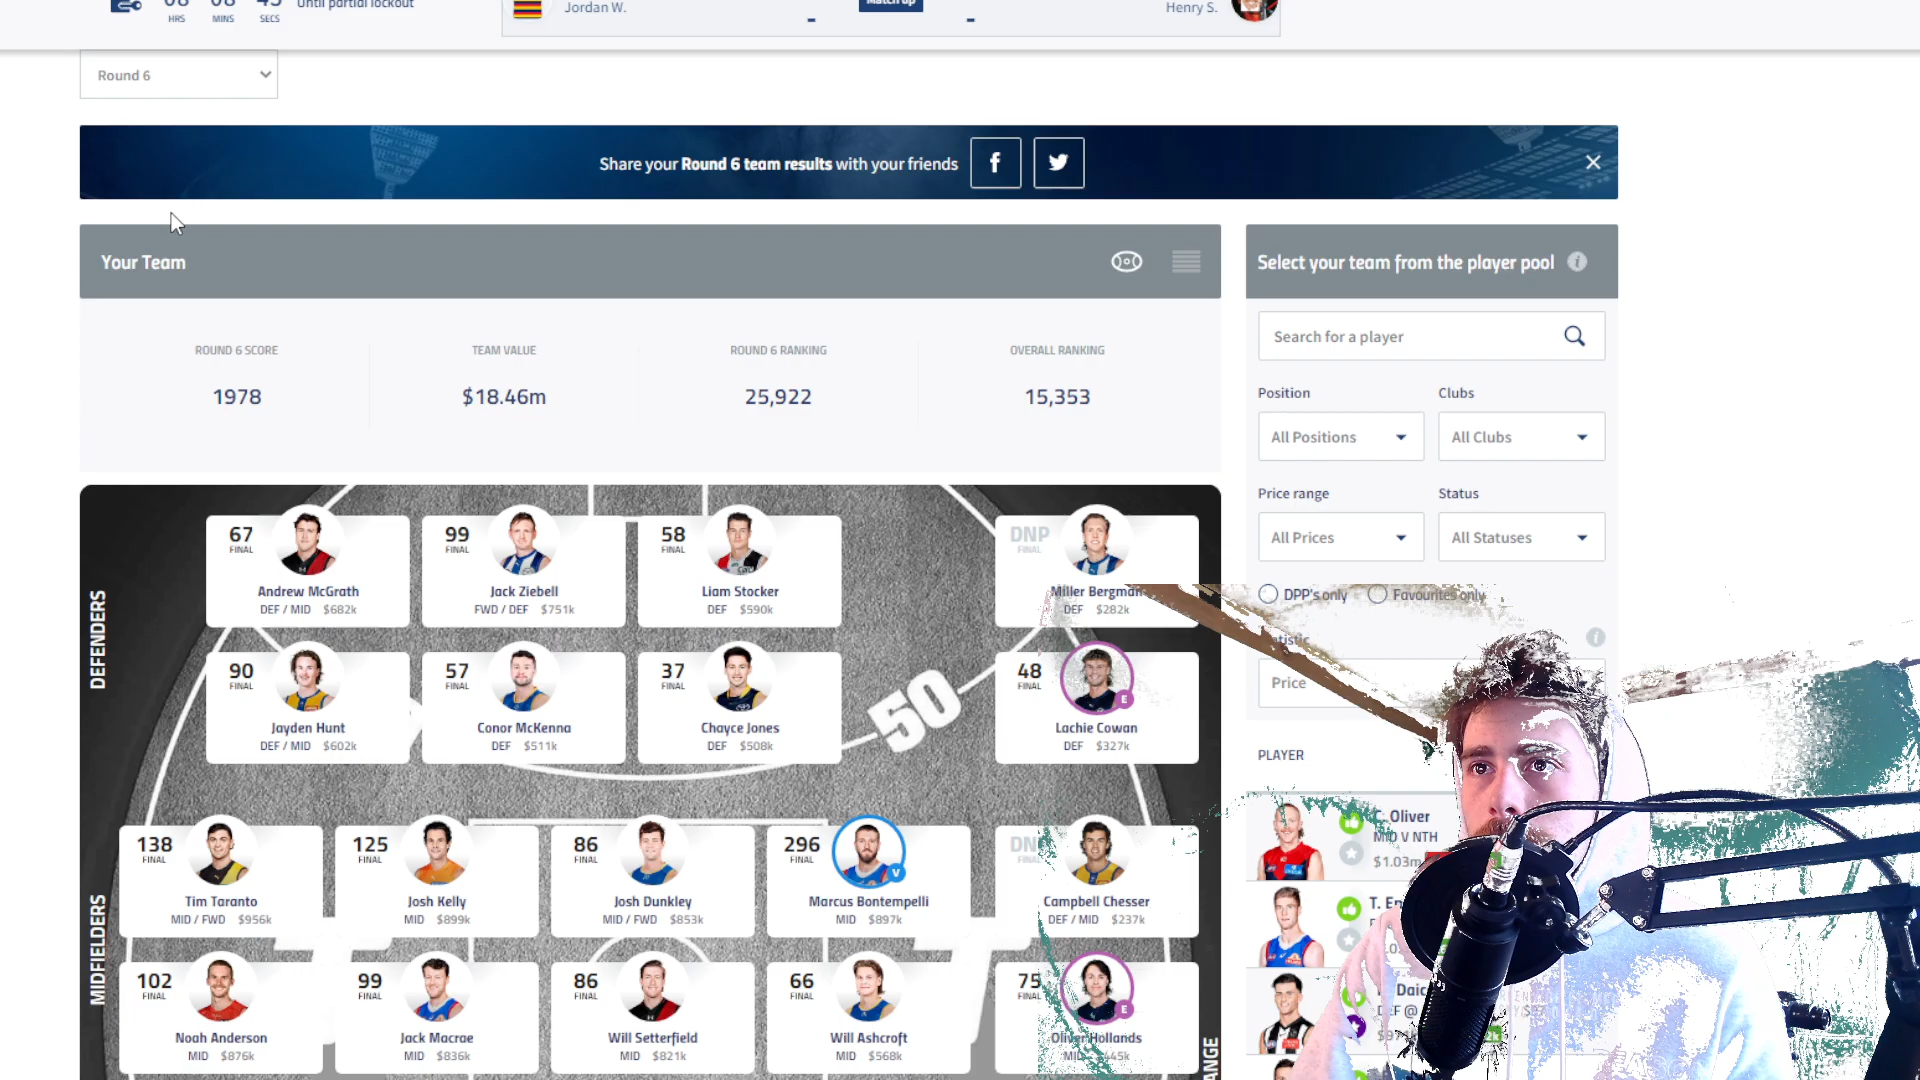 HRS MINS SECS
Until partial lockout
Jordan W.
-
Match up
-
Henry S.
Round 6
Share your Round 6 team results with your friends
Your Team
ROUND 6 SCORE
1978
TEAM VALUE
$18.46m
ROUND 6 RANKING
25,922
OVERALL RANKING
15,353
DEFENDERS
67
FINAL
Andrew McGrath
DEF / MID $682k
99
FINAL
Jack Ziebell
FWD / DEF $751k
58
FINAL
Liam Stocker
DEF $590k
DNP
FINAL
Miller Bergman
DEF $282k
90
FINAL
Jayden Hunt
DEF / MID $602k
57
FINAL
Conor McKenna
DEF $511k
37
FINAL
Chayce Jones
DEF $508k
50
48
FINAL
E
Lachie Cowan
DEF $327k
MIDFIELDERS
138
FINAL
Tim Taranto
MID / FWD $956k
125
FINAL
Josh Kelly
MID $899k
86
FINAL
Josh Dunkley
MID / FWD $853k
296
FINAL
V
Marcus Bontempelli
MID $897k
FINAL
Campbell Chesser
DEF / MID $237k
102
FINAL
Noah Anderson
MID $876k
99
FINAL
Jack Macrae
MID $836k
86
FINAL
Will Setterfield
MID $821k
66
FINAL
Will Ashcroft
MID $568k
75
FINAL
E
Oliver Hollands
MID
Select your team from the player pool
Search for a player
Position
Clubs
All Positions
All Clubs
Price range
Status
All Prices
All Statuses
DPP's only
Favourites only
Price
PLAYER
C. Oliver
MID V NTH
$1.03m